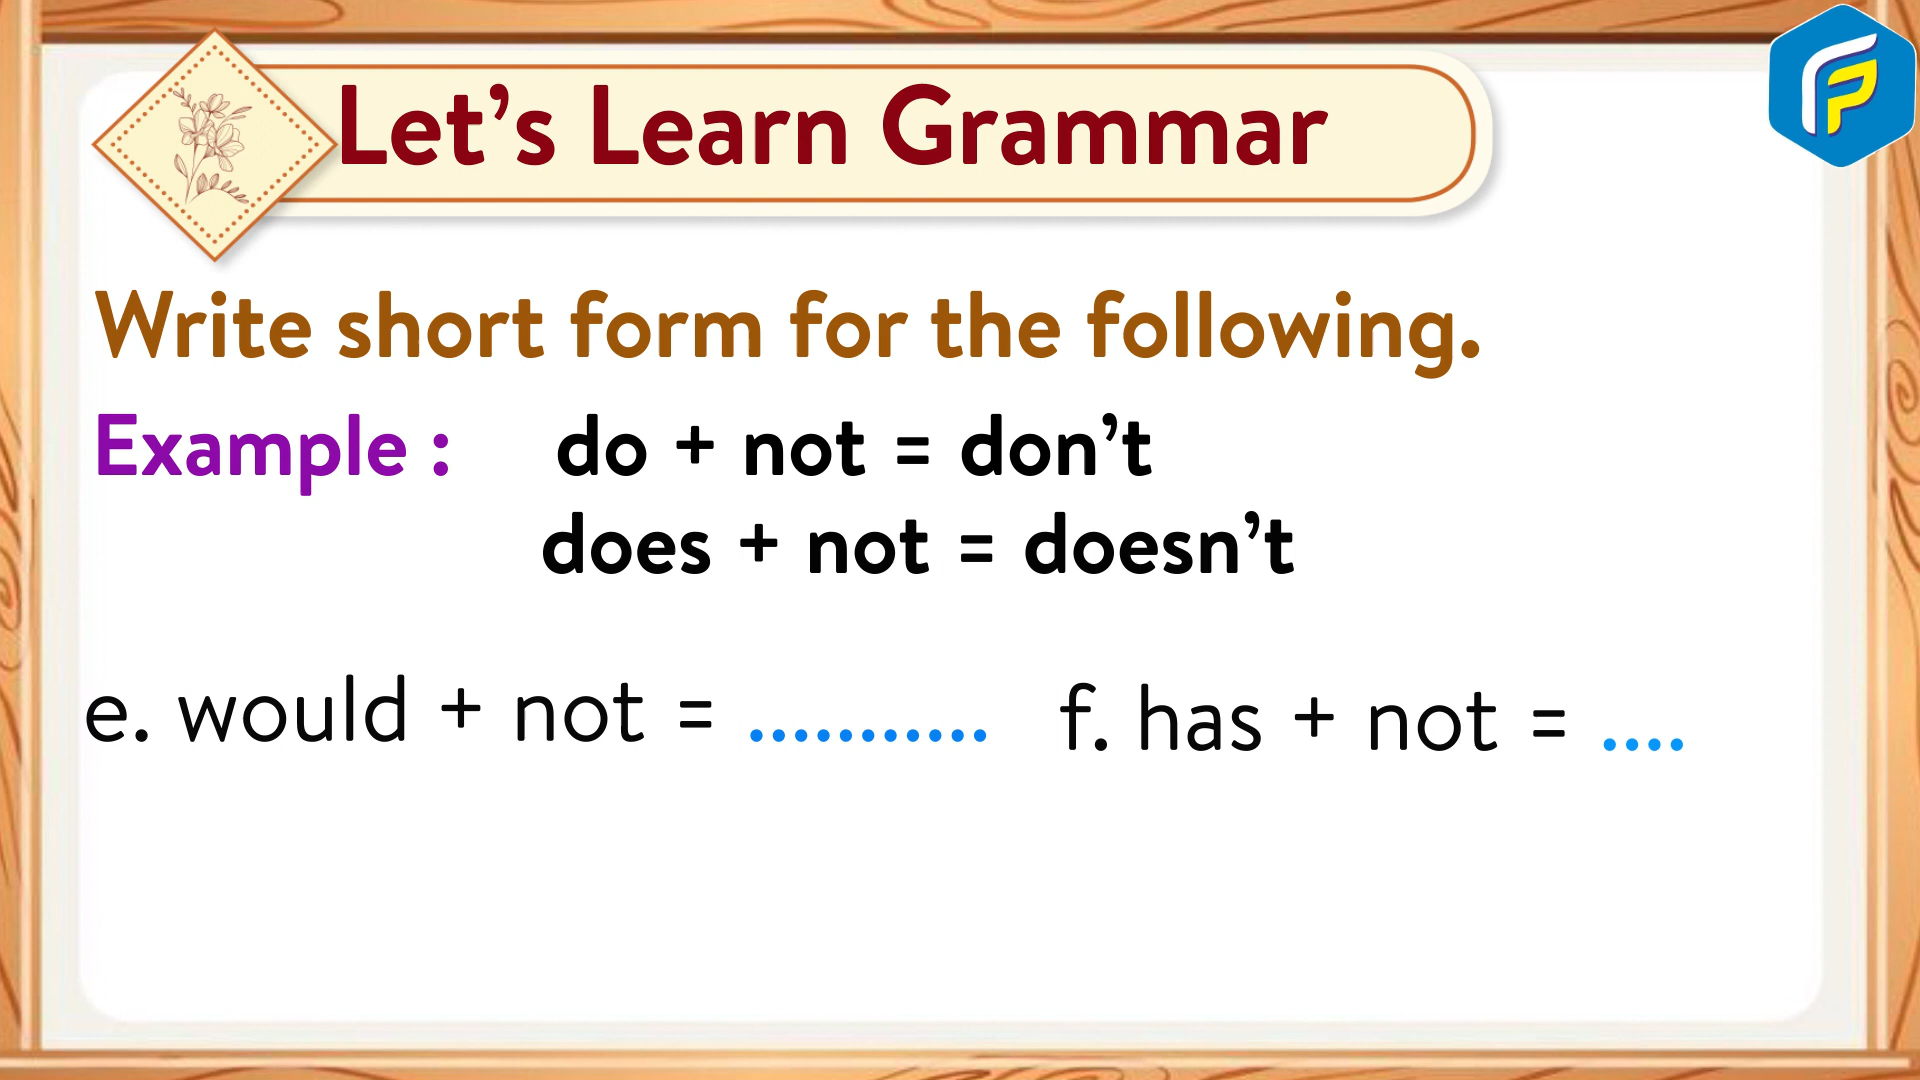 Let’s Learn Grammar
Write short form for the following.
Example : do + not = don’t
does + not = doesn’t
e. would + not = ........... f. has + not = ....